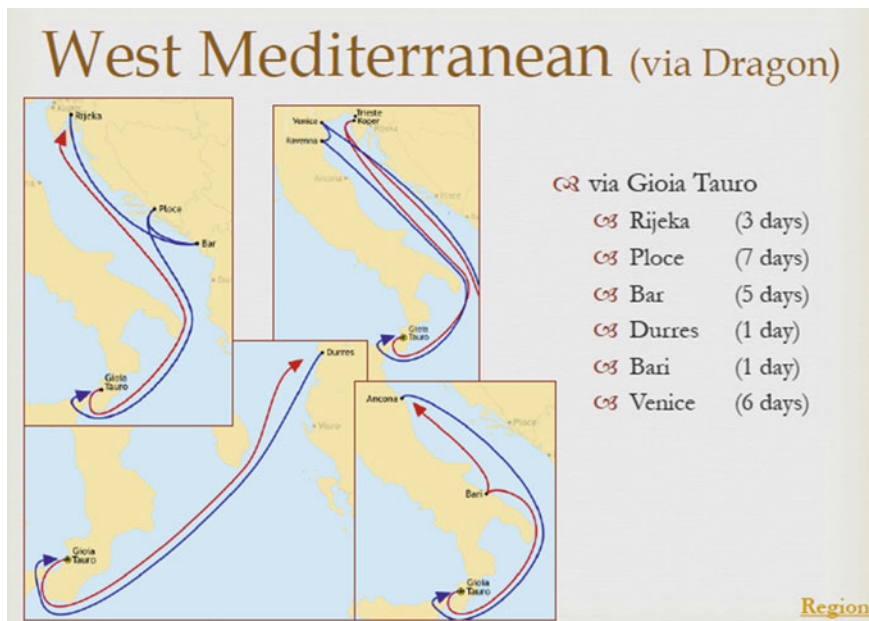 West Mediterranean (via Dragon)
Rijeka
Ploce
Bar
Gioia
Tauro
Venice
Trieste
Koper
Ravenna
Ancona
Gioia
Tauro
Durres
Gioia
Tauro
Ancona
Ploce
Bari
Gioia
Tauro
via Gioia Tauro
Rijeka (3 days)
Ploce (7 days)
Bar (5 days)
Durres (1 day)
Bari (1 day)
Venice (6 days)
Region